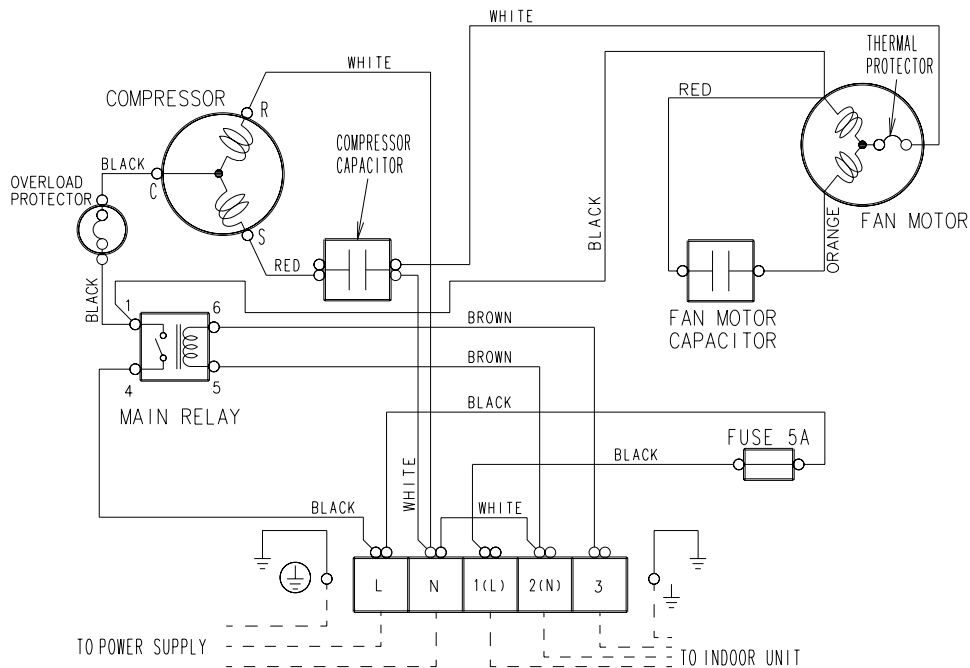 WHITE
THERMAL
PROTECTOR
WHITE
COMPRESSOR
R
RED
COMPRESSOR
CAPACITOR
BLACK
C
OVERLOAD
PROTECTOR
BLACK
ORANGE
FAN MOTOR
S
RED
BLACK
1
6
BROWN
FAN MOTOR
CAPACITOR
BROWN
4
5
MAIN RELAY
BLACK
FUSE 5A
BLACK
WHITE
BLACK
WHITE
L
N
1(L)
2(N)
3
TO POWER SUPPLY
TO INDOOR UNIT